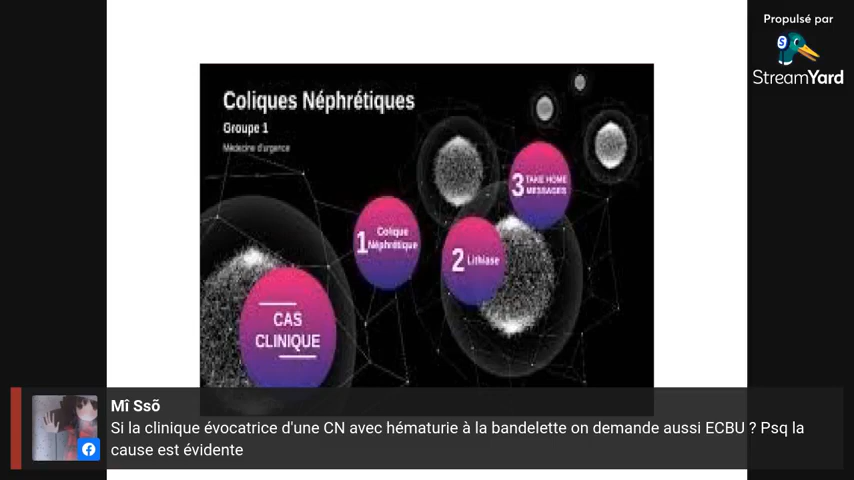 Propulsé par
StreamYard
Coliques Néphrétiques
Groupe 1
Médecine d'urgence
3 TAKE HOME
MESSAGES
1 Colique
Néphrétique
2 Lithiase
CAS
CLINIQUE
Mî Ssõ
Si la clinique évocatrice d'une CN avec hématurie à la bandelette on demande aussi ECBU ? Psq la
cause est évidente